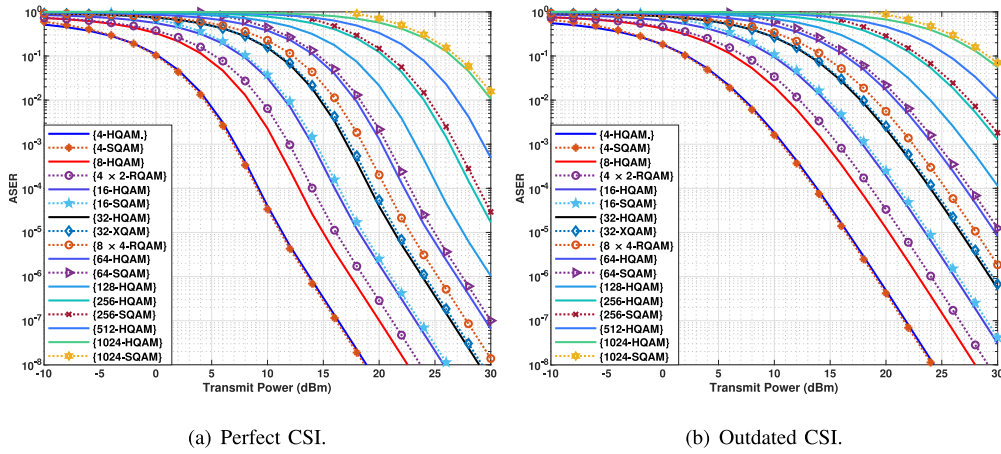 10^0
10^-1
10^-2
10^-3
10^-4
10^-5
10^-6
10^-7
10^-8
ASER
{4-HQAM,}
{4-SQAM}
{8-HQAM}
{4 × 2-RQAM}
{16-HQAM}
{16-SQAM}
{32-HQAM}
{32-XQAM}
{8 × 4-RQAM}
{64-HQAM}
{64-SQAM}
{128-HQAM}
{256-HQAM}
{256-SQAM}
{512-HQAM}
{1024-HQAM}
{1024-SQAM}
-10 -5 0 5 10 15 20 25 30
Transmit Power (dBm)
(a) Perfect CSI.
10^0
10^-1
10^-2
10^-3
10^-4
10^-5
10^-6
10^-7
10^-8
ASER
{4-HQAM,}
{4-SQAM}
{8-HQAM}
{4 × 2-RQAM}
{16-HQAM}
{16-SQAM}
{32-HQAM}
{32-XQAM}
{8 × 4-RQAM}
{64-HQAM}
{64-SQAM}
{128-HQAM}
{256-HQAM}
{256-SQAM}
{512-HQAM}
{1024-HQAM}
{1024-SQAM}
-10 -5 0 5 10 15 20 25 30
Transmit Power (dBm)
(b) Outdated CSI.